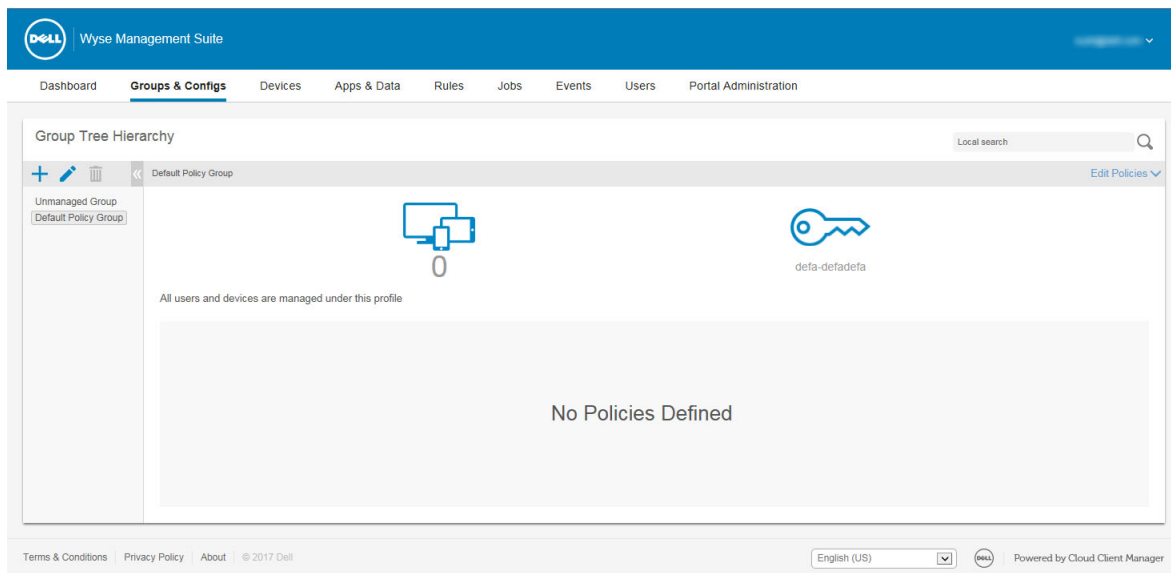 DELL Wyse Management Suite
Dashboard Groups & Configs Devices Apps & Data Rules Jobs Events Users Portal Administration
Group Tree Hierarchy
Local search
Default Policy Group
Edit Policies
Unmanaged Group
Default Policy Group
0
defa-defadefa
All users and devices are managed under this profile
No Policies Defined
Terms & Conditions Privacy Policy About © 2017 Dell English (US) DELL Powered by Cloud Client Manager